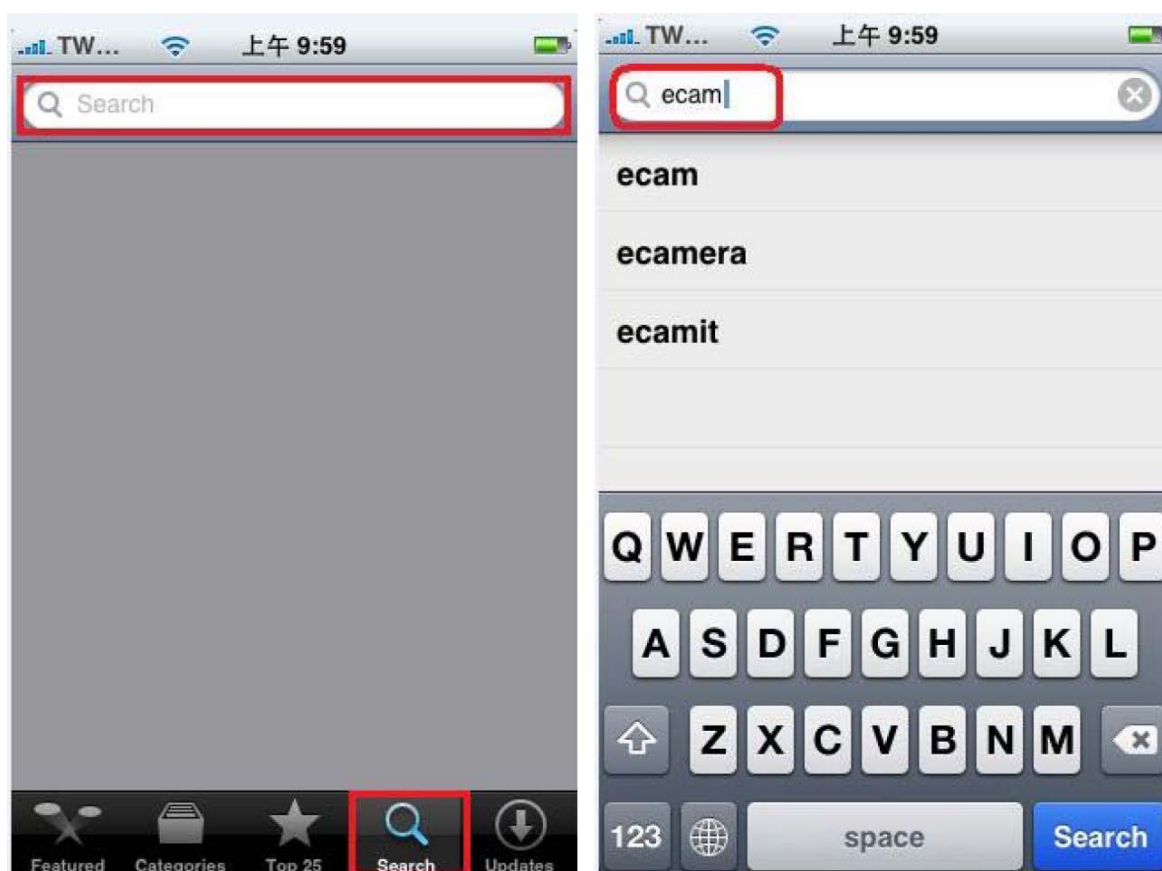 TW... 上午 9:59
Search
Featured Categories Top 25 Search Updates
TW... 上午 9:59
ecam
ecam
ecamera
ecamit
Q W E R T Y U I O P
A S D F G H J K L
Z X C V B N M
123 space Search